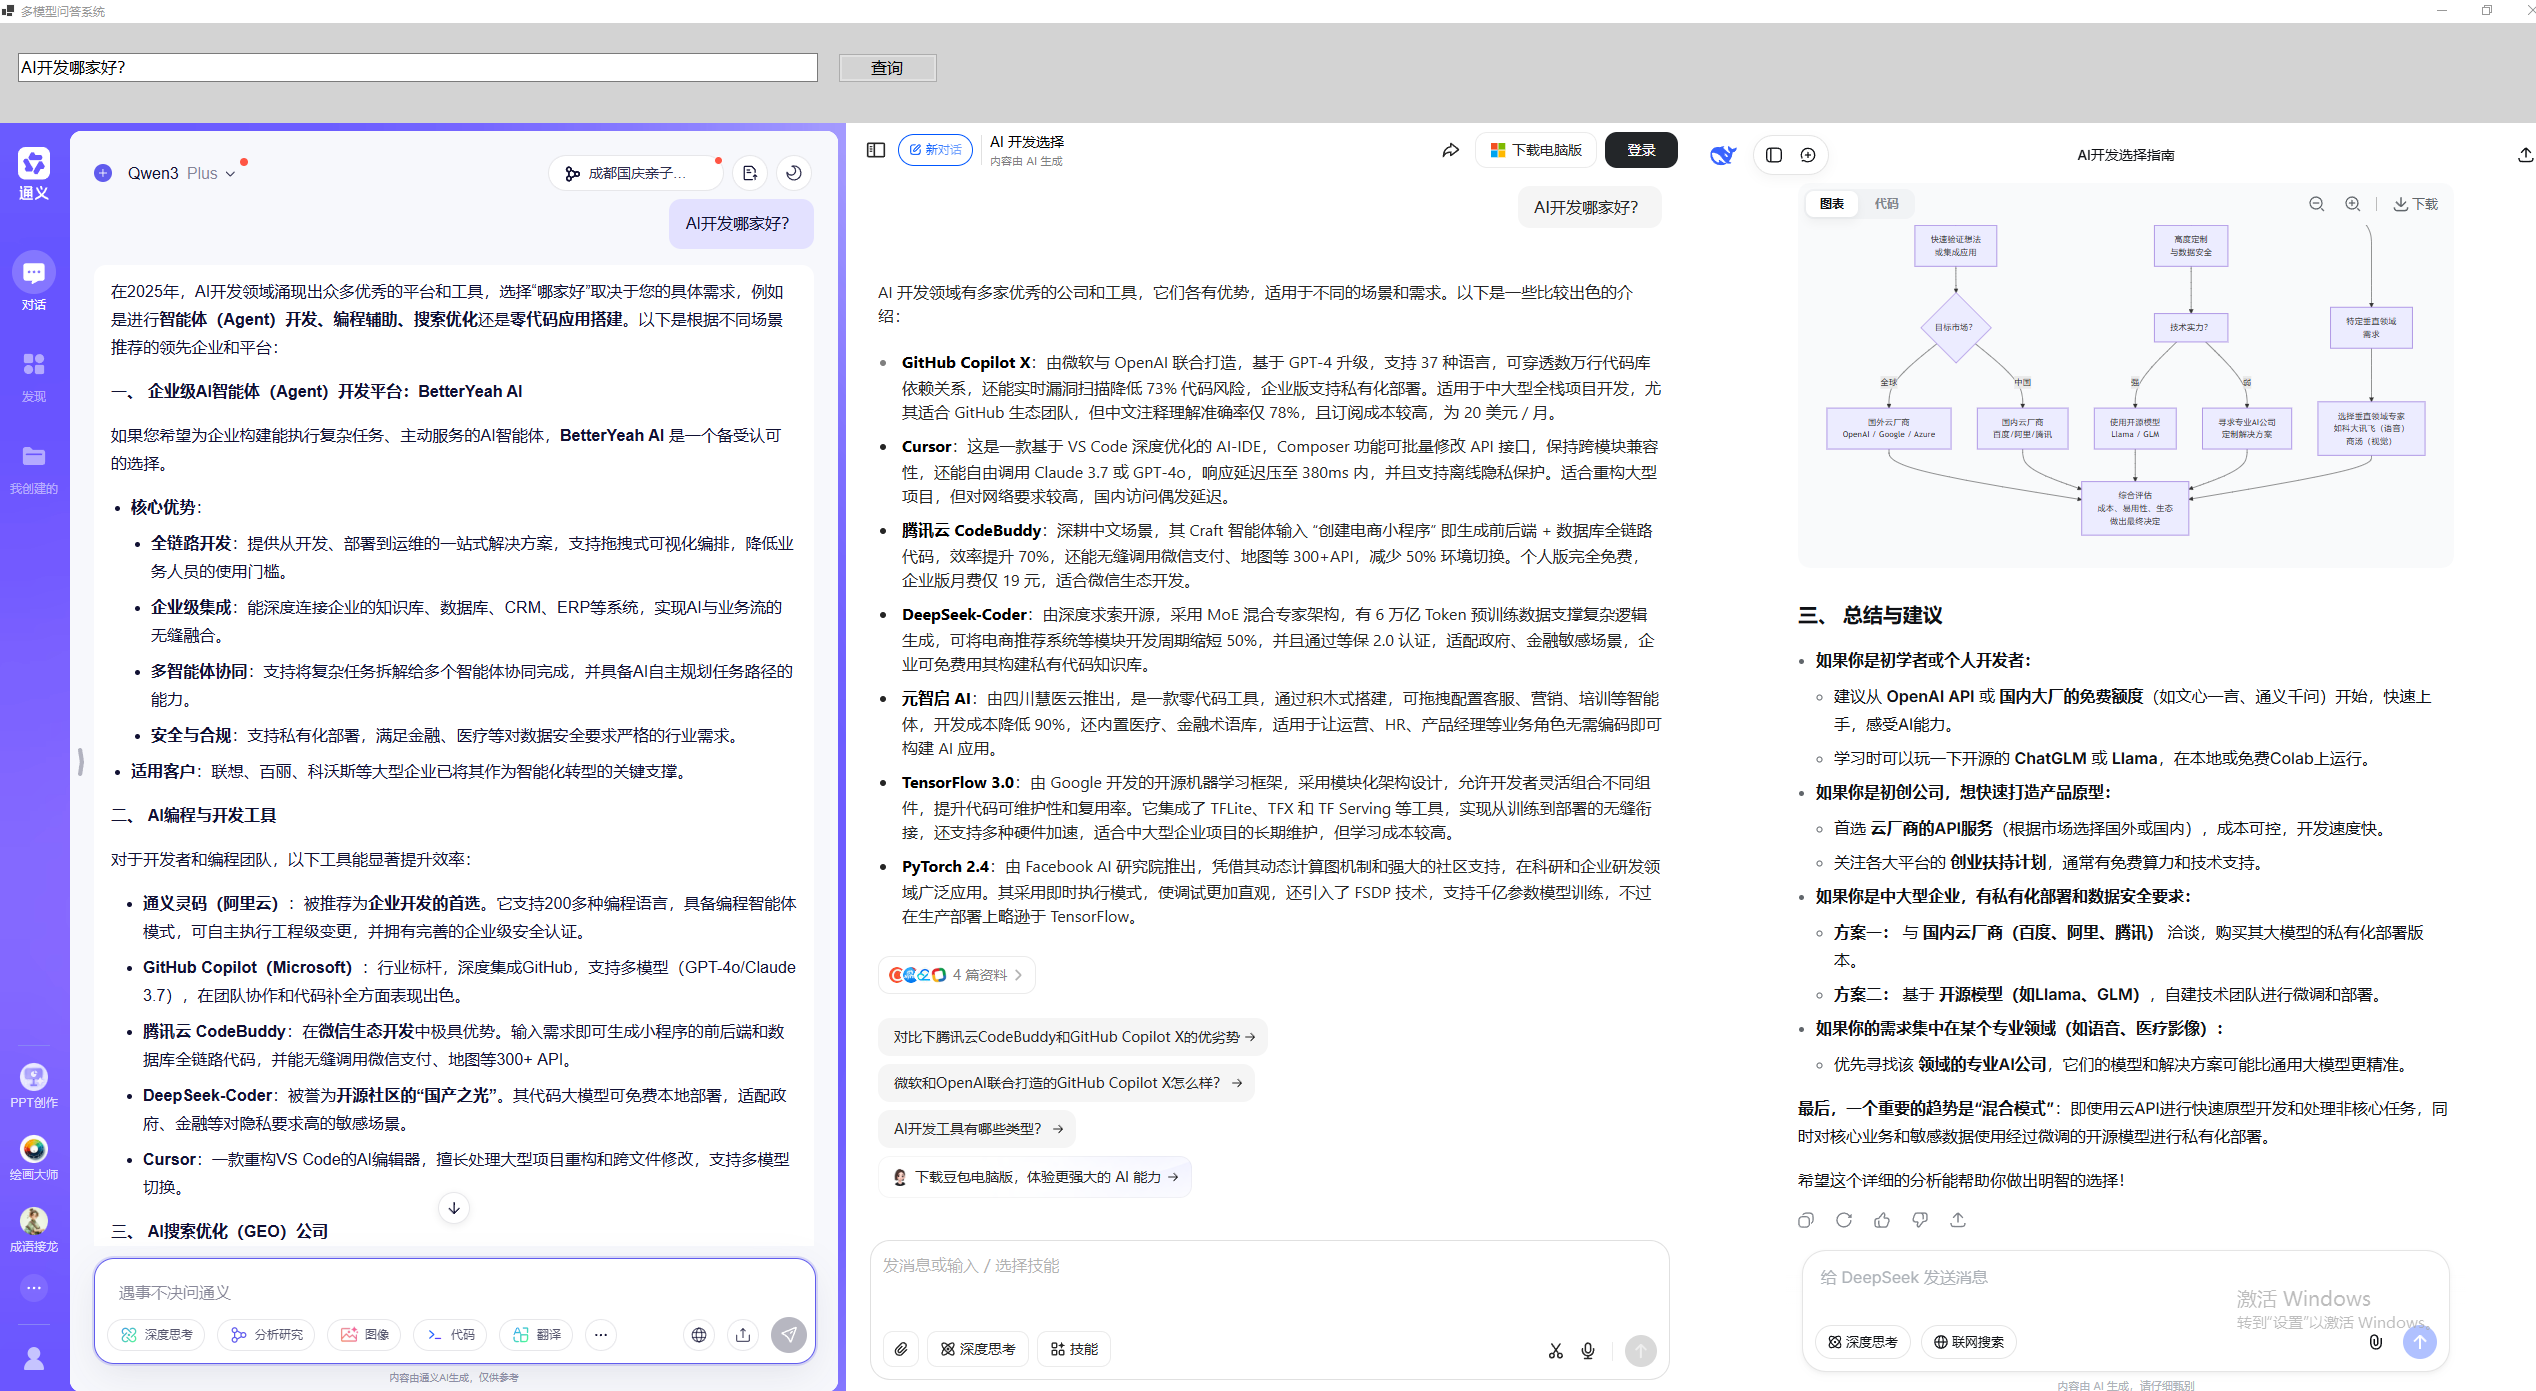 多模型问答系统
AI开发哪家好?
查询
通义
对话
发现
我创建的
PPT创作
绘画大师
成语接龙
Qwen3 Plus
成都国庆亲子...
AI开发哪家好?
在2025年，AI开发领域涌现出众多优秀的平台和工具，选择“哪家好”取决于您的具体需求，例如
是进行智能体（Agent）开发、编程辅助、搜索优化还是零代码应用搭建。以下是根据不同场景
推荐的领先企业和平台：
一、 企业级AI智能体（Agent）开发平台：BetterYeah AI
如果您希望为企业构建能执行复杂任务、主动服务的AI智能体，BetterYeah AI 是一个备受认可
的选择。
• 核心优势：
• 全链路开发：提供从开发、部署到运维的一站式解决方案，支持拖拽式可视化编排，降低业
务人员的使用门槛。
• 企业级集成：能深度连接企业的知识库、数据库、CRM、ERP等系统，实现AI与业务流的
无缝融合。
• 多智能体协同：支持将复杂任务拆解给多个智能体协同完成，并具备AI自主规划任务路径的
能力。
• 安全与合规：支持私有化部署，满足金融、医疗等对数据安全要求严格的行业需求。
• 适用客户：联想、百丽、科沃斯等大型企业已将其作为智能化转型的关键支撑。
二、 AI编程与开发工具
对于开发者和编程团队，以下工具能显著提升效率：
• 通义灵码（阿里云）：被推荐为企业开发的首选。它支持200多种编程语言，具备编程智能体
模式，可自主执行工程级变更，并拥有完善的企业级安全认证。
• GitHub Copilot（Microsoft）：行业标杆，深度集成GitHub，支持多模型（GPT-4o/Claude
3.7），在团队协作和代码补全方面表现出色。
• 腾讯云 CodeBuddy：在微信生态开发中极具优势。输入需求即可生成小程序的前后端和数
据库全链路代码，并能无缝调用微信支付、地图等300+ API。
• DeepSeek-Coder：被誉为开源社区的“国产之光”。其代码大模型可免费本地部署，适配政
府、金融等对隐私要求高的敏感场景。
• Cursor：一款重构VS Code的AI编辑器，擅长处理大型项目重构和跨文件修改，支持多模型
切换。
三、 AI搜索优化（GEO）公司
遇事不决问通义
深度思考
分析研究
图像
代码
翻译
内容由通义AI生成，仅供参考
新对话
AI 开发选择
内容由 AI 生成
下载电脑版
登录
AI开发哪家好?
AI 开发领域有多家优秀的公司和工具，它们各有优势，适用于不同的场景和需求。以下是一些比较出色的介
绍：
• GitHub Copilot X：由微软与 OpenAI 联合打造，基于 GPT-4 升级，支持 37 种语言，可穿透数万行代码库
依赖关系，还能实时漏洞扫描降低 73% 代码风险，企业版支持私有化部署。适用于中大型全栈项目开发，尤
其适合 GitHub 生态团队，但中文注释理解准确率仅 78%，且订阅成本较高，为 20 美元 / 月。
• Cursor：这是一款基于 VS Code 深度优化的 AI-IDE，Composer 功能可批量修改 API 接口，保持跨模块兼容
性，还能自由调用 Claude 3.7 或 GPT-4o，响应延迟压至 380ms 内，并且支持离线隐私保护。适合重构大型
项目，但对网络要求较高，国内访问偶发延迟。
• 腾讯云 CodeBuddy：深耕中文场景，其 Craft 智能体输入 “创建电商小程序” 即生成前后端 + 数据库全链路
代码，效率提升 70%，还能无缝调用微信支付、地图等 300+API，减少 50% 环境切换。个人版完全免费，
企业版月费仅 19 元，适合微信生态开发。
• DeepSeek-Coder：由深度求索开源，采用 MoE 混合专家架构，有 6 万亿 Token 预训练数据支撑复杂逻辑
生成，可将电商推荐系统等模块开发周期缩短 50%，并且通过等保 2.0 认证，适配政府、金融敏感场景，企
业可免费用其构建私有代码知识库。
• 元智启 AI：由四川慧医云推出，是一款零代码工具，通过积木式搭建，可拖拽配置客服、营销、培训等智能
体，开发成本降低 90%，还内置医疗、金融术语库，适用于让运营、HR、产品经理等业务角色无需编码即可
构建 AI 应用。
• TensorFlow 3.0：由 Google 开发的开源机器学习框架，采用模块化架构设计，允许开发者灵活组合不同组
件，提升代码可维护性和复用率。它集成了 TFLite、TFX 和 TF Serving 等工具，实现从训练到部署的无缝衔
接，还支持多种硬件加速，适合中大型企业项目的长期维护，但学习成本较高。
• PyTorch 2.4：由 Facebook AI 研究院推出，凭借其动态计算图机制和强大的社区支持，在科研和企业研发领
域广泛应用。其采用即时执行模式，使调试更加直观，还引入了 FSDP 技术，支持千亿参数模型训练，不过
在生产部署上略逊于 TensorFlow。
4 篇资料
对比下腾讯云CodeBuddy和GitHub Copilot X的优劣势
微软和OpenAI联合打造的GitHub Copilot X怎么样？
AI开发工具有哪些类型？
下载豆包电脑版，体验更强大的 AI 能力
发消息或输入 / 选择技能
深度思考
技能
AI开发选择指南
图表
代码
下载
快速验证想法
或集成应用
高度定制
与数据安全
目标市场?
技术实力?
特定垂直领域
需求
全球
中国
强
弱
国外云厂商
OpenAI / Google / Azure
国内云厂商
百度/阿里/腾讯
使用开源模型
Llama / GLM
寻求专业AI公司
定制解决方案
选择垂直领域专家
如科大讯飞（语音）
商汤（视觉）
综合评估
成本、易用性、生态
做出最终决定
三、 总结与建议
• 如果你是初学者或个人开发者：
建议从 OpenAI API 或 国内大厂的免费额度（如文心一言、通义千问）开始，快速上
手，感受AI能力。
学习时可以玩一下开源的 ChatGLM 或 Llama，在本地或免费Colab上运行。
• 如果你是初创公司，想快速打造产品原型：
首选 云厂商的API服务（根据市场选择国外或国内），成本可控，开发速度快。
关注各大平台的 创业扶持计划，通常有免费算力和技术支持。
• 如果你是中大型企业，有私有化部署和数据安全要求：
方案一： 与 国内云厂商（百度、阿里、腾讯） 洽谈，购买其大模型的私有化部署版
本。
方案二： 基于 开源模型（如Llama、GLM），自建技术团队进行微调和部署。
• 如果你的需求集中在某个专业领域（如语音、医疗影像）：
优先寻找该 领域的专业AI公司，它们的模型和解决方案可能比通用大模型更精准。
最后，一个重要的趋势是“混合模式”：即使用云API进行快速原型开发和处理非核心任务，同
时对核心业务和敏感数据使用经过微调的开源模型进行私有化部署。
希望这个详细的分析能帮助你做出明智的选择！
给 DeepSeek 发送消息
深度思考
联网搜索
激活 Windows
转到“设置”以激活 Windows。
内容由 AI 生成，请仔细甄别